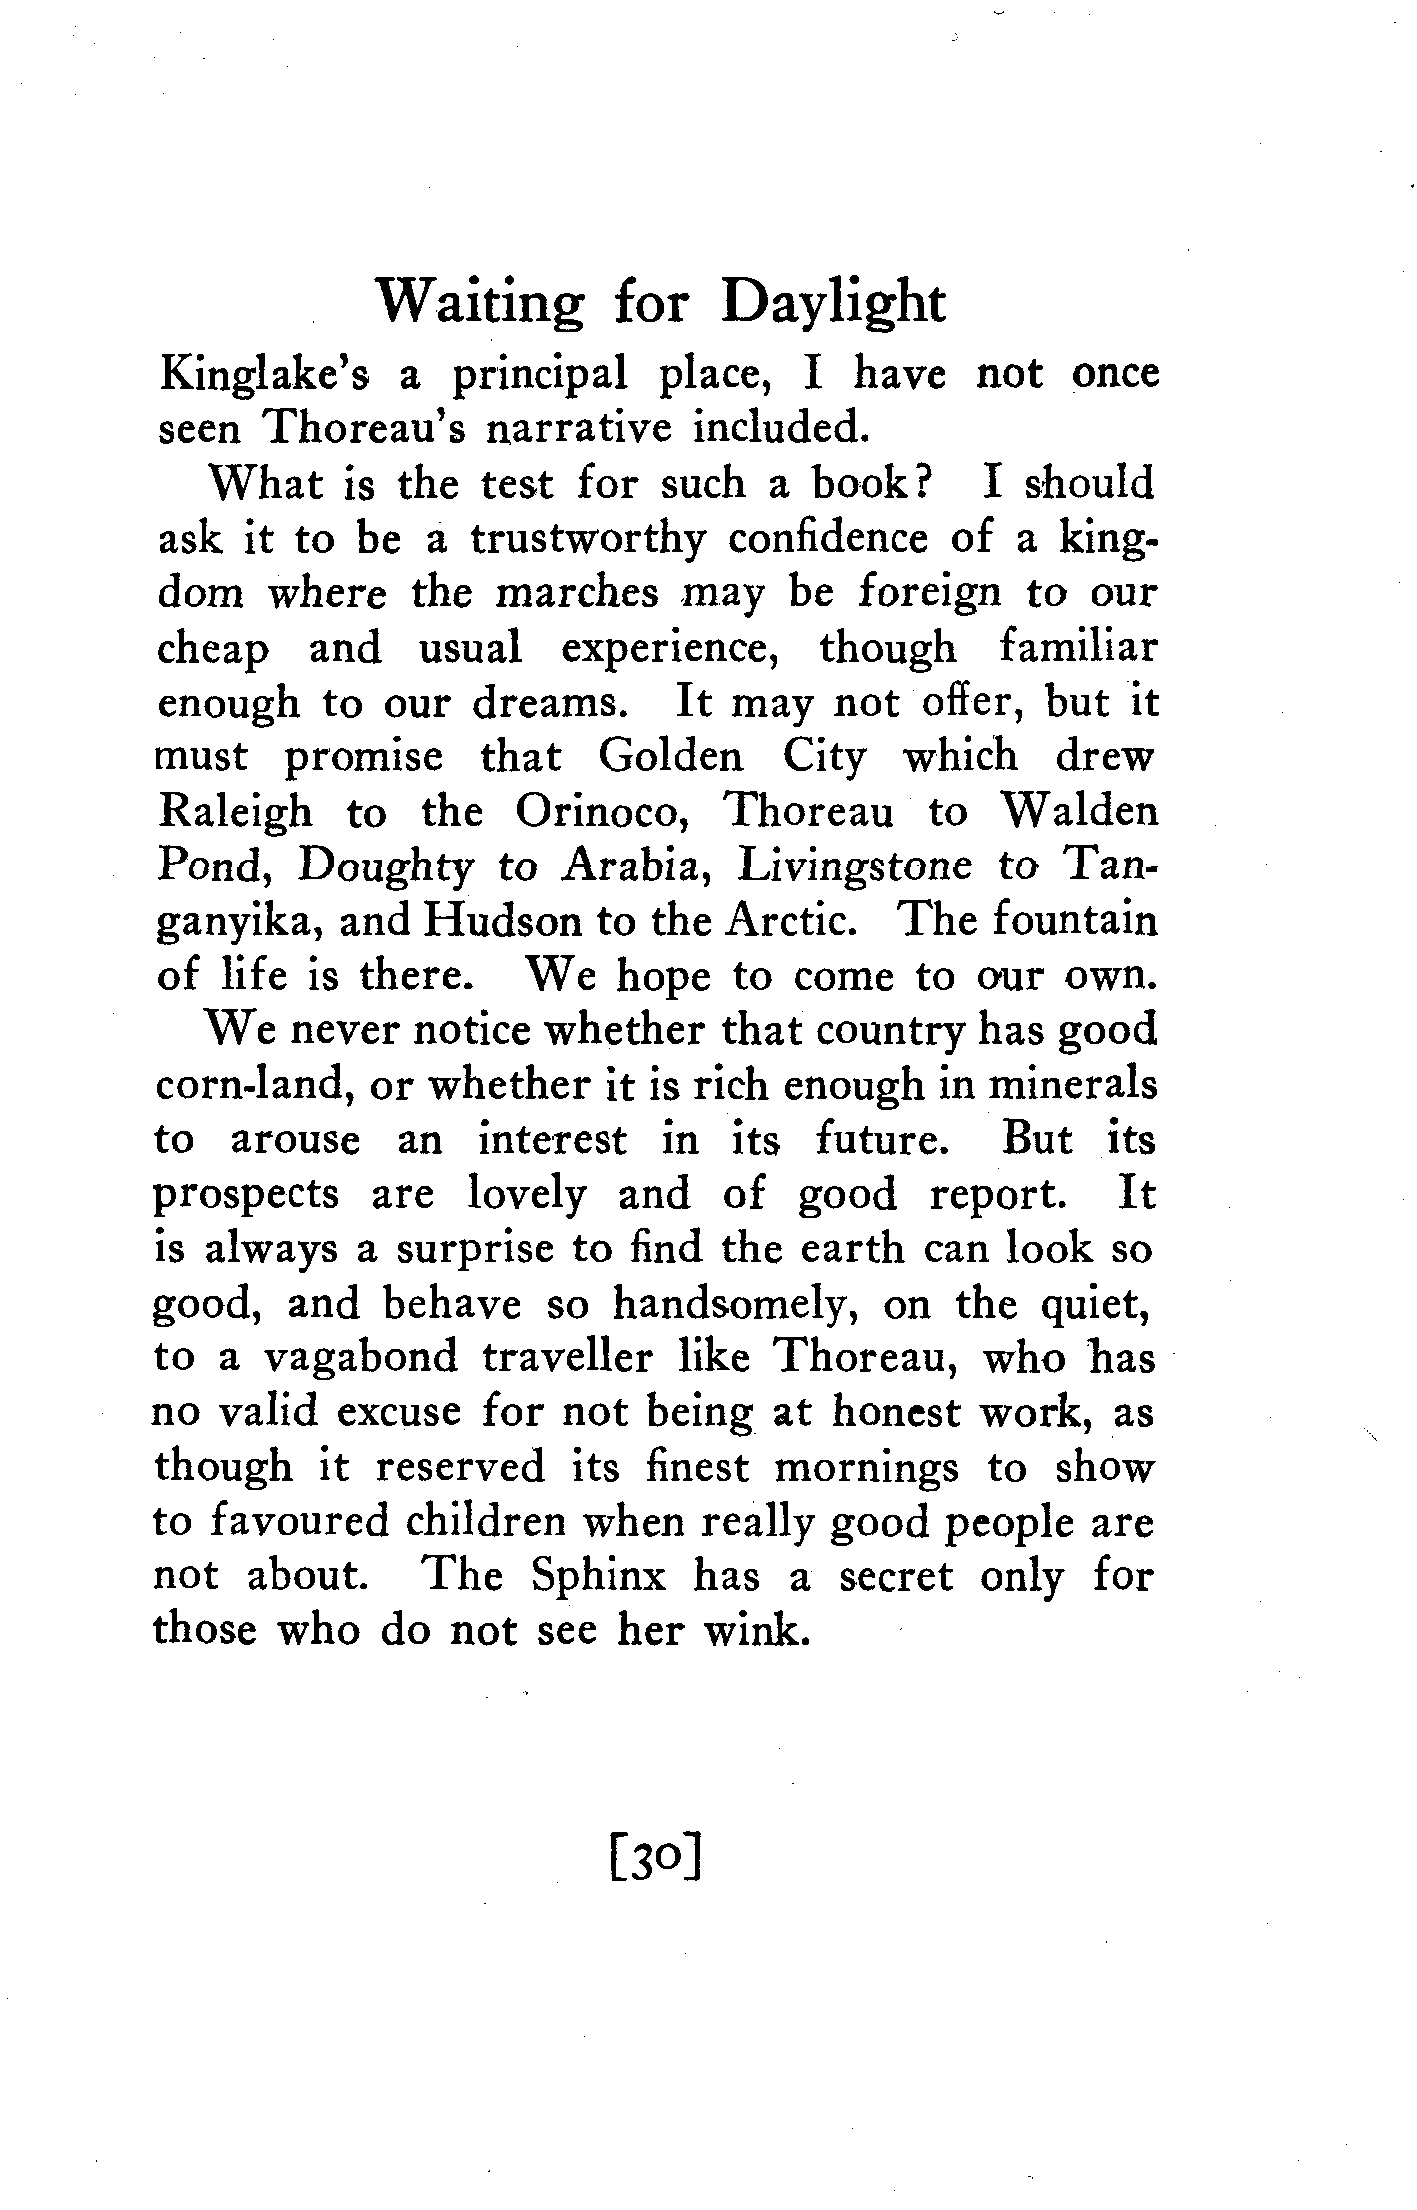 Waiting for Daylight
Kinglake's a principal place, I have not once
seen Thoreau's narrative included.
What is the test for such a book? I should
ask it to be a trustworthy confidence of a king-
dom where the marches may be foreign to our
cheap and usual experience, though familiar
enough to our dreams. It may not offer, but it
must promise that Golden City which drew
Raleigh to the Orinoco, Thoreau to Walden
Pond, Doughty to Arabia, Livingstone to Tan-
ganyika, and Hudson to the Arctic. The fountain
of life is there. We hope to come to our own.
We never notice whether that country has good
corn-land, or whether it is rich enough in minerals
to arouse an interest in its future. But its
prospects are lovely and of good report. It
is always a surprise to find the earth can look so
good, and behave so handsomely, on the quiet,
to a vagabond traveller like Thoreau, who has
no valid excuse for not being at honest work, as
though it reserved its finest mornings to show
to favoured children when really good people are
not about. The Sphinx has a secret only for
those who do not see her wink.
[30]